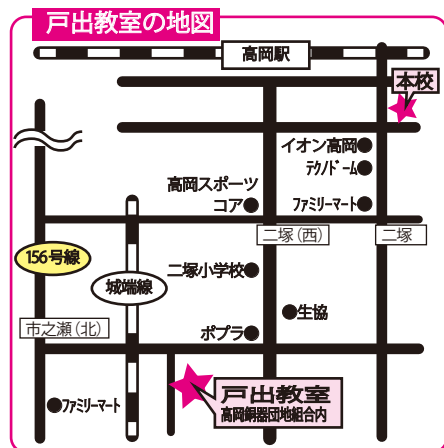 戸出教室の地図
高岡駅
本校
イオン高岡
テクノドーム
高岡スポーツ
コア
ファミリーマート
二塚(西)
二塚
156号線
二塚小学校
城端線
生協
市之瀬(北)
ポプラ
戸出教室
高岡銅器団地組合内
ファミリーマート